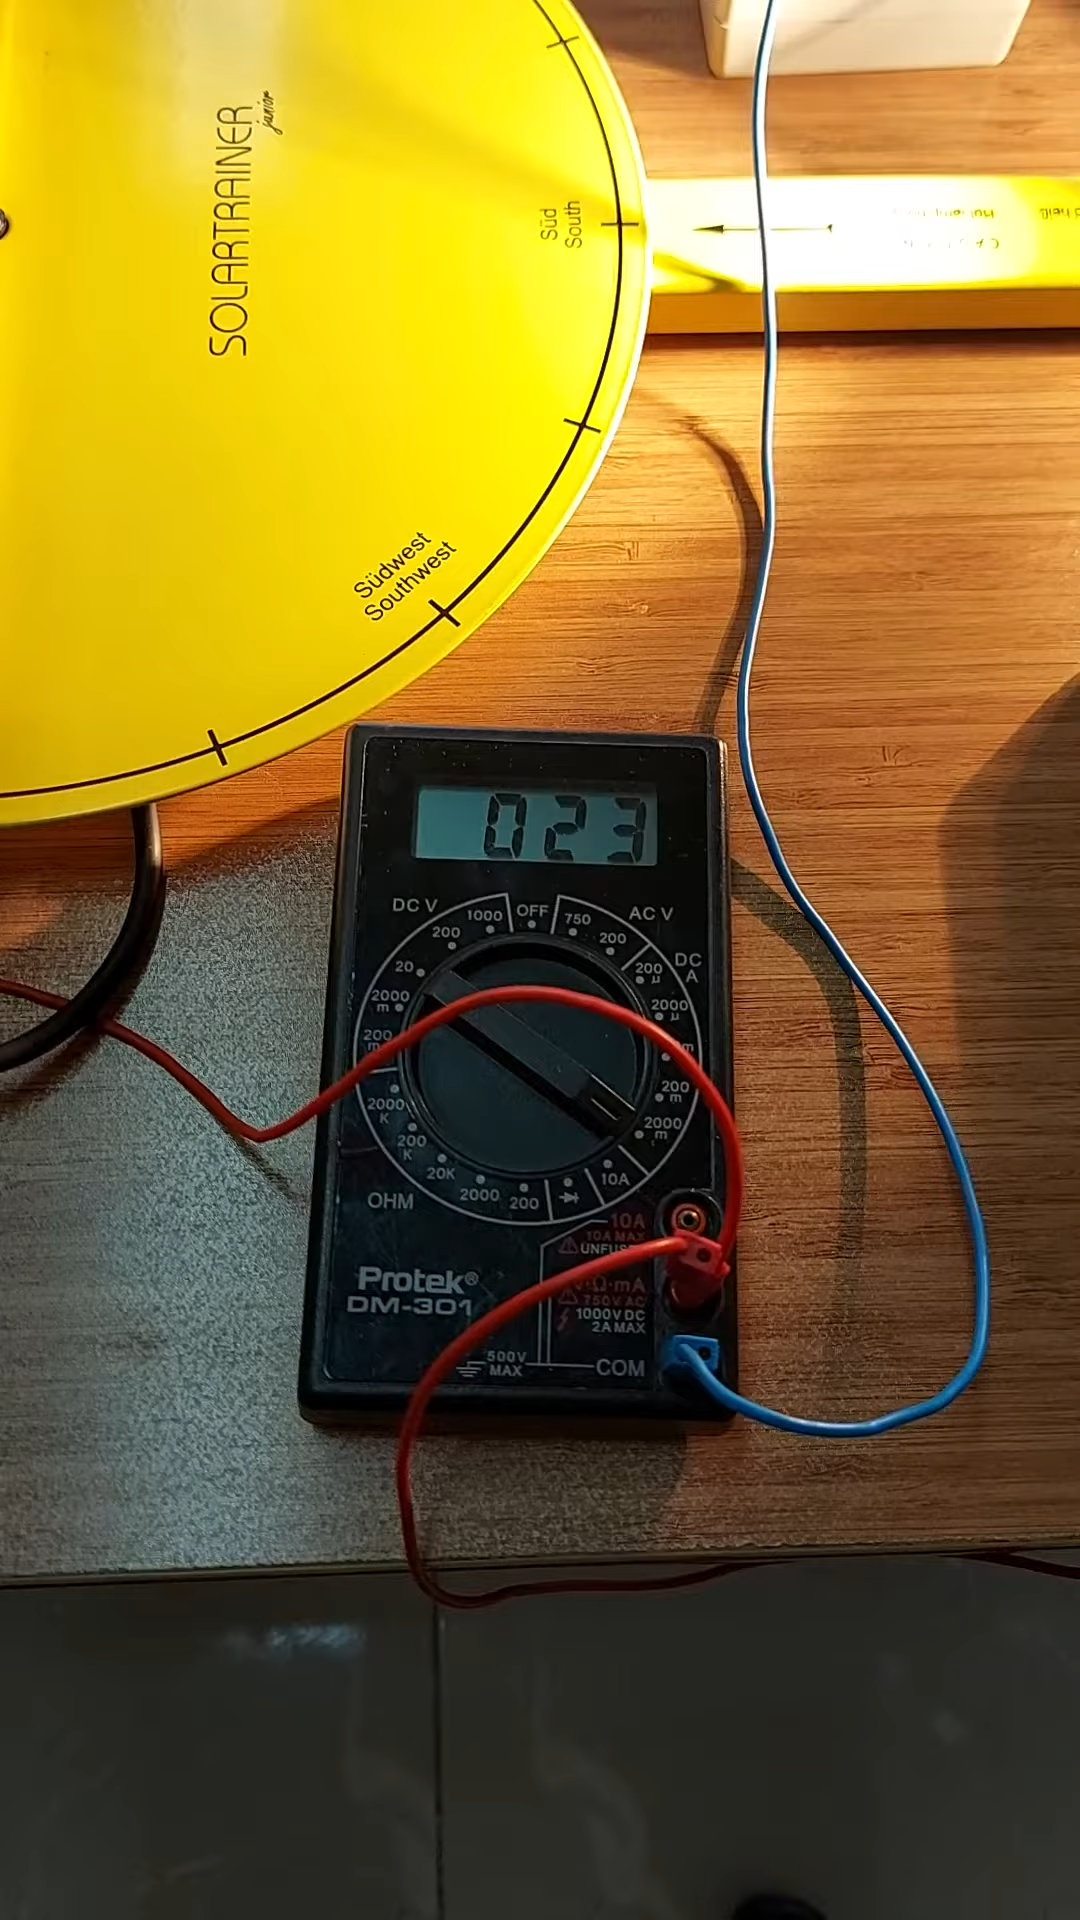 SOLARTRAINER
junior
Süd
South
Südwest
Southwest
023
DC V
1000
OFF
750
AC V
200
200
DC
A
20
200
µ
2000
m
2000
µ
200
m
200
m
2000
K
2000
m
200
K
20K
2000
200
10A
OHM
10A
10A MAX
UNFUS
Protek®
DM-301
V·Ω·mA
750V AC
1000V DC
2A MAX
500V
MAX
COM